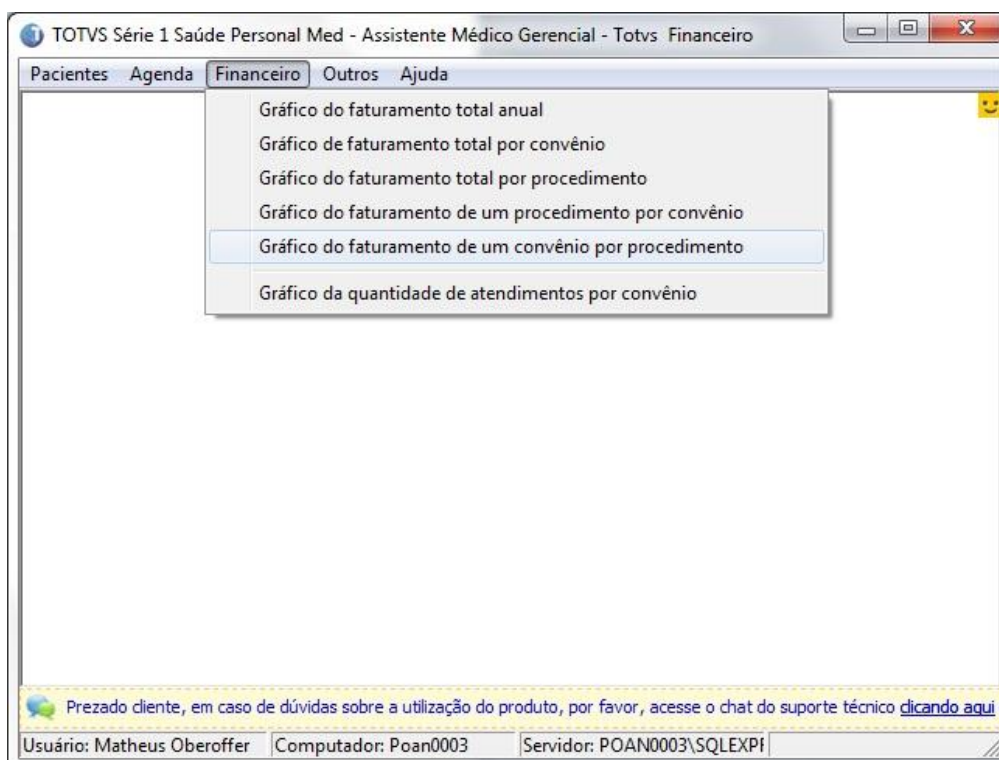 TOTVS Série 1 Saúde Personal Med - Assistente Médico Gerencial - Totvs Financeiro
Pacientes Agenda Financeiro Outros Ajuda
Gráfico do faturamento total anual
Gráfico de faturamento total por convênio
Gráfico do faturamento total por procedimento
Gráfico do faturamento de um procedimento por convênio
Gráfico do faturamento de um convênio por procedimento
Gráfico da quantidade de atendimentos por convênio
Prezado cliente, em caso de dúvidas sobre a utilização do produto, por favor, acesse o chat do suporte técnico clicando aqui
Usuário: Matheus Oberoffer Computador: Poan0003 Servidor: POAN0003\SQLEXPF